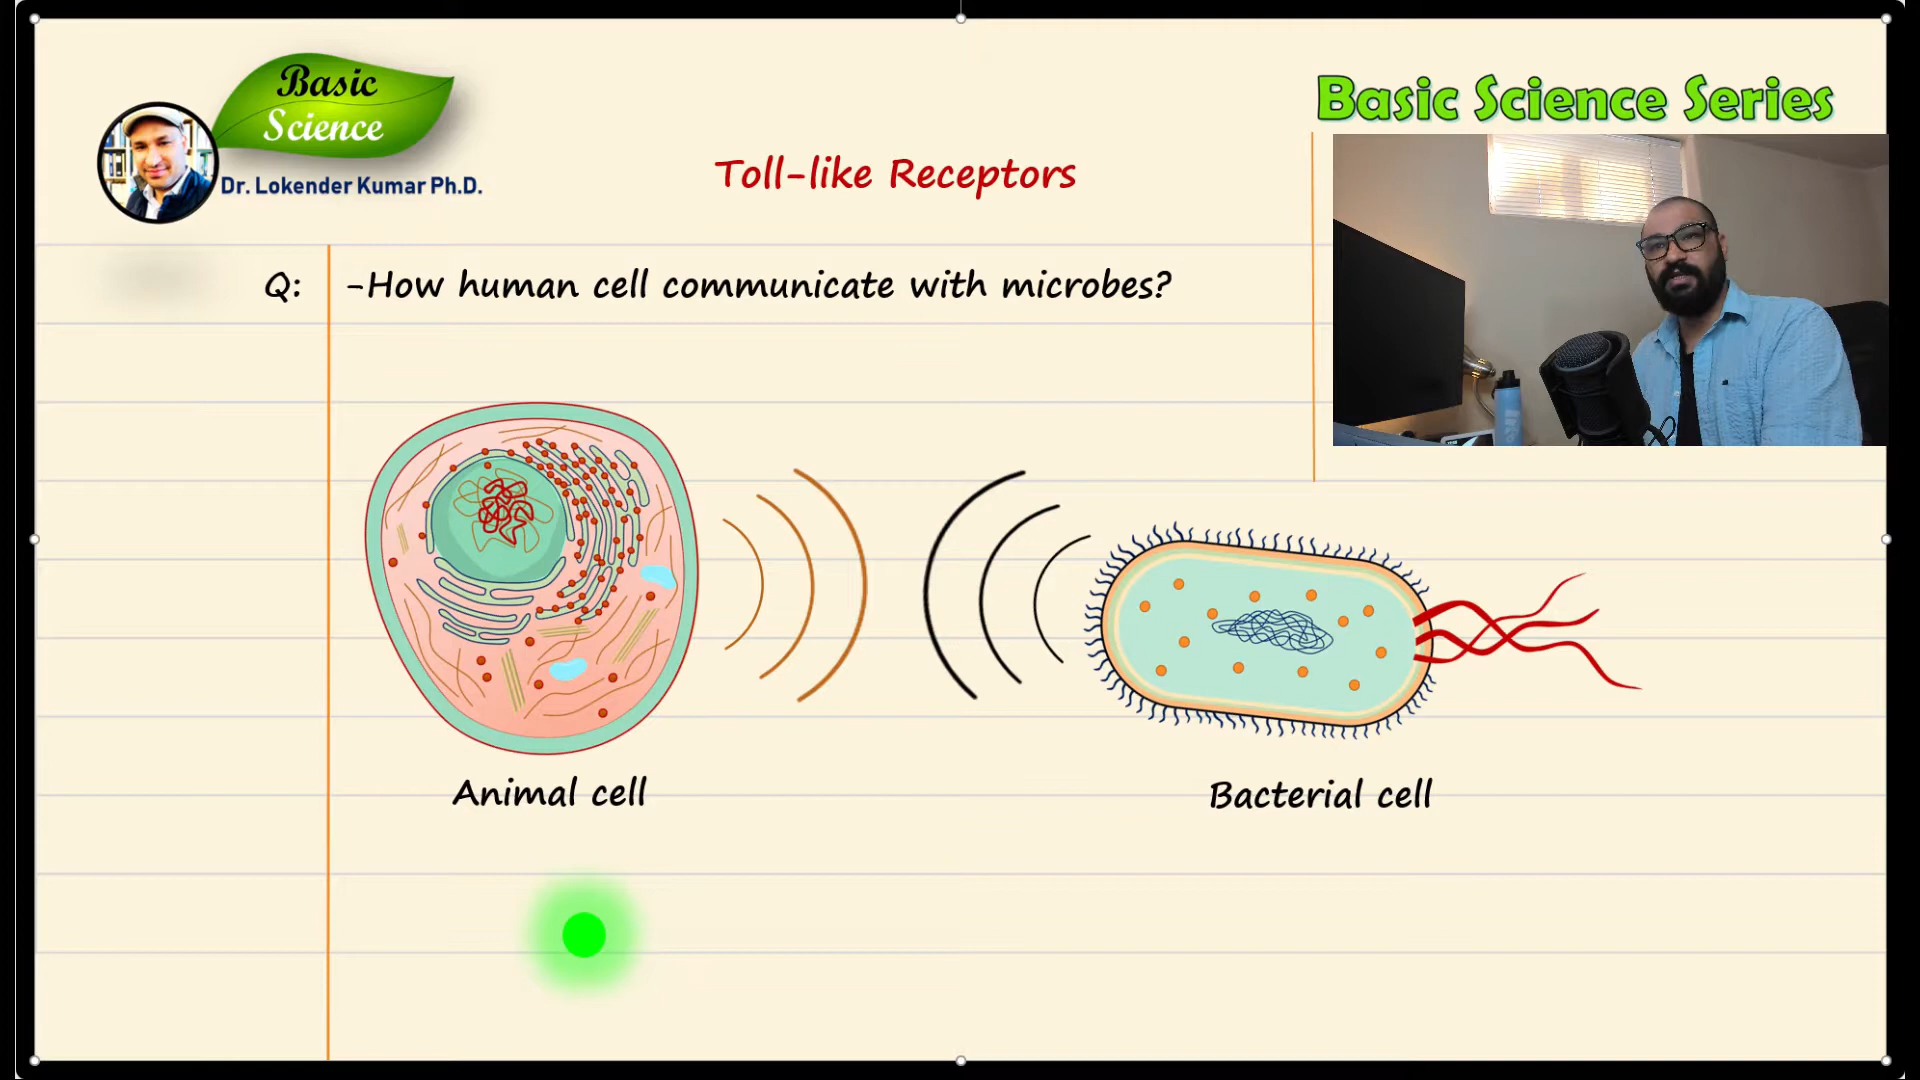 Basic
Science
Dr. Lokender Kumar Ph.D.
Basic Science Series
Toll-like Receptors
Q: -How human cell communicate with microbes?
Animal cell
Bacterial cell